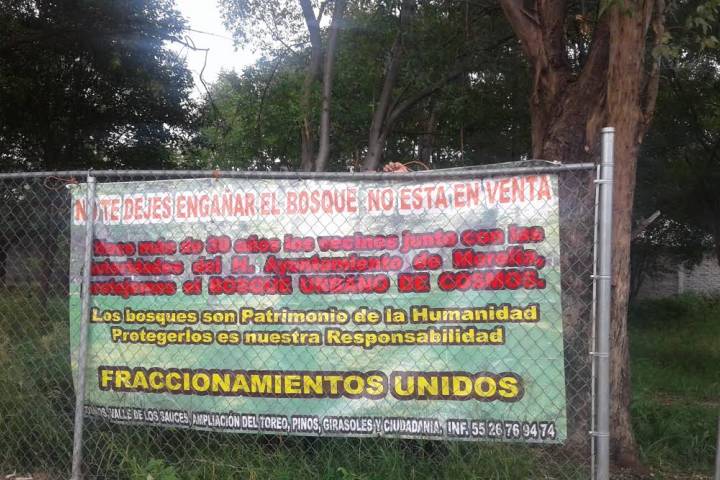 NO TE DEJES ENGAÑAR EL BOSQUE NO ESTA EN VENTA
Hace más de 30 años los vecinos junto con las
autoridades del H. Ayuntamiento de Morelia,
el BOSQUE URBANO DE COSMOS.
Los bosques son Patrimonio de la Humanidad
Protegerlos es nuestra Responsabilidad
FRACCIONAMIENTOS UNIDOS
VALLE DE LOS SAUCES, AMPLIACIÓN DEL TOREO, PINOS, GIRASOLES Y CIUDADANIA. INF. 55 26 76 94 74